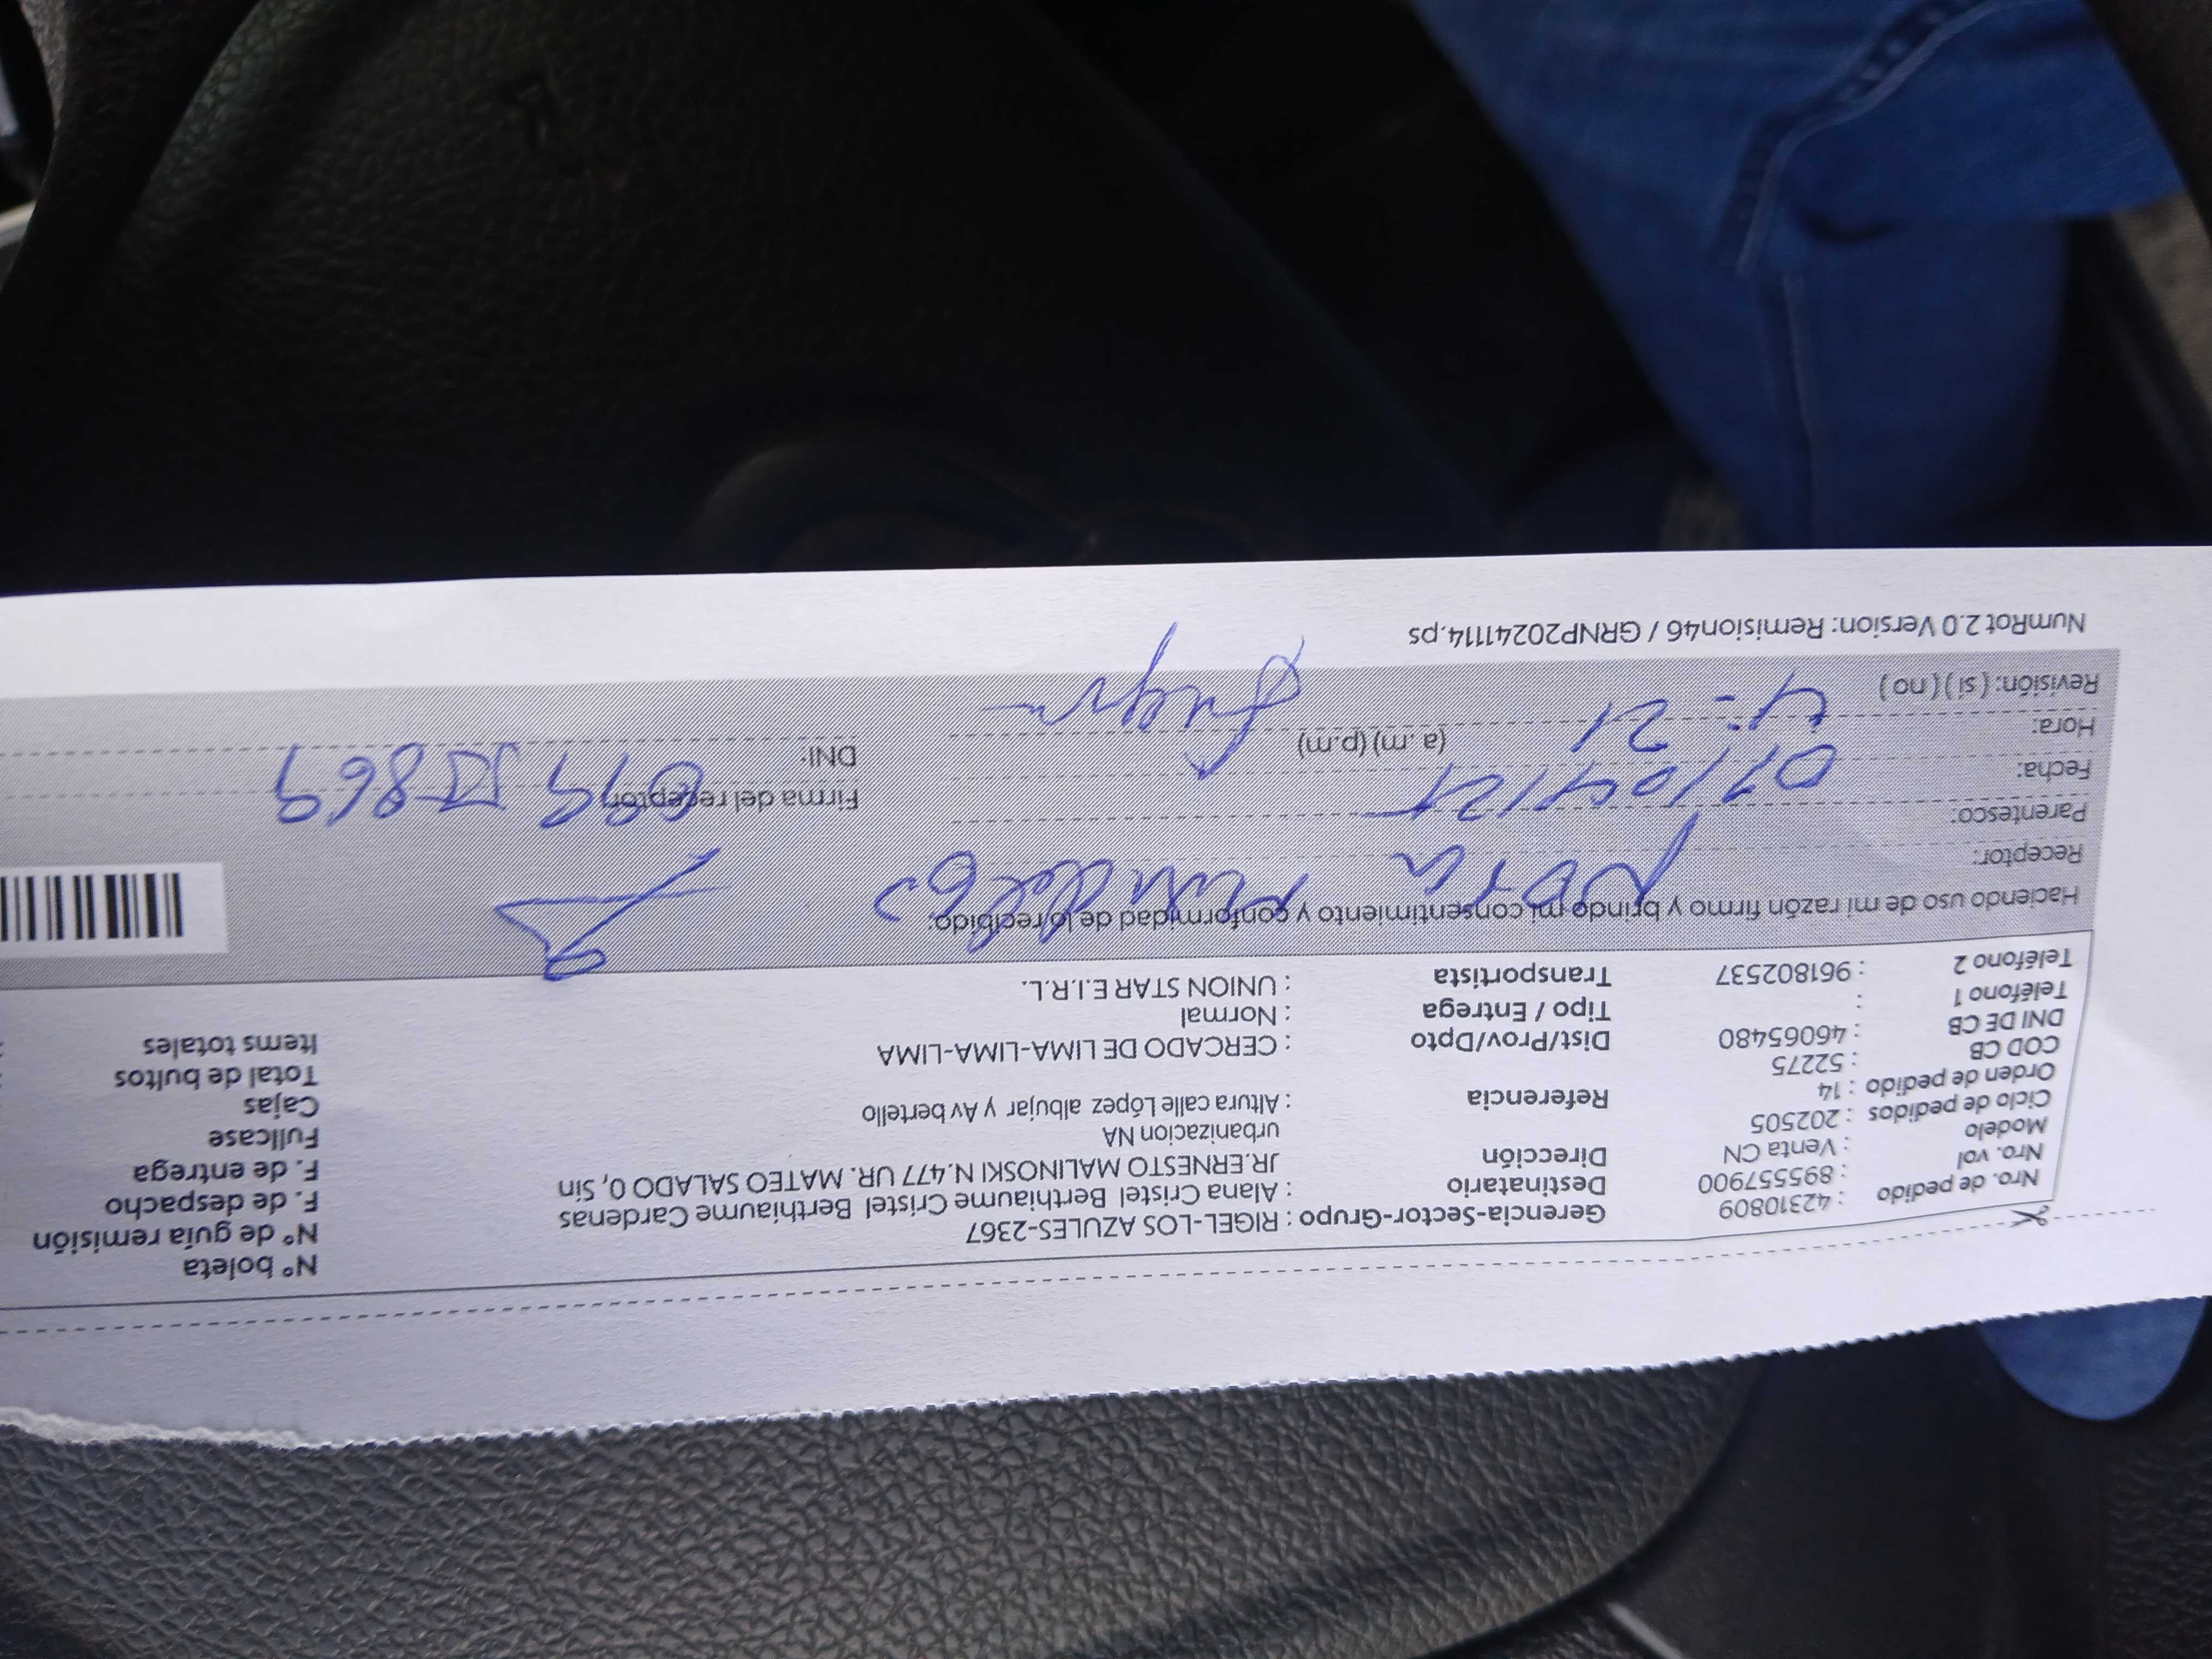 Nro. de pedido : 42310809 Gerencia-Sector-Grupo : RIGEL-LOS AZULES-2367 Nº boleta
Nro. vol : 895557900 Destinatario : Alana Cristel Berthiaume Cristel Berthiaume Cardenas Nº de guía remisión
Modelo : Venta CN Dirección JR.ERNESTO MALINOSKI N.477 UR. MATEO SALADO 0, Sin F. de despacho
Ciclo de pedidos : 202505 urbanizacion NA F. de entrega
Orden de pedido : 14 Referencia : Altura calle López albujar y Av bertello Fullcase
COD CB : 52275 Cajas
DNI DE CB : 46065480 Dist/Prov/Dpto : CERCADO DE LIMA-LIMA-LIMA Total de bultos
Teléfono 1 : Tipo / Entrega : Normal Items totales
Teléfono 2 : 961802537 Transportista : UNION STAR E.I.R.L.
Haciendo uso de mi razón firmo y brindo mi consentimiento y conformidad de lo recibido:
Receptor:
Parentesco:
Fecha: Firma del receptor
Hora: 4:21 (a.m) (p.m) DNI:
Revisión: ( si ) ( no )
NumRot 2.0 Version: Remision46 / GRNP20241114.ps